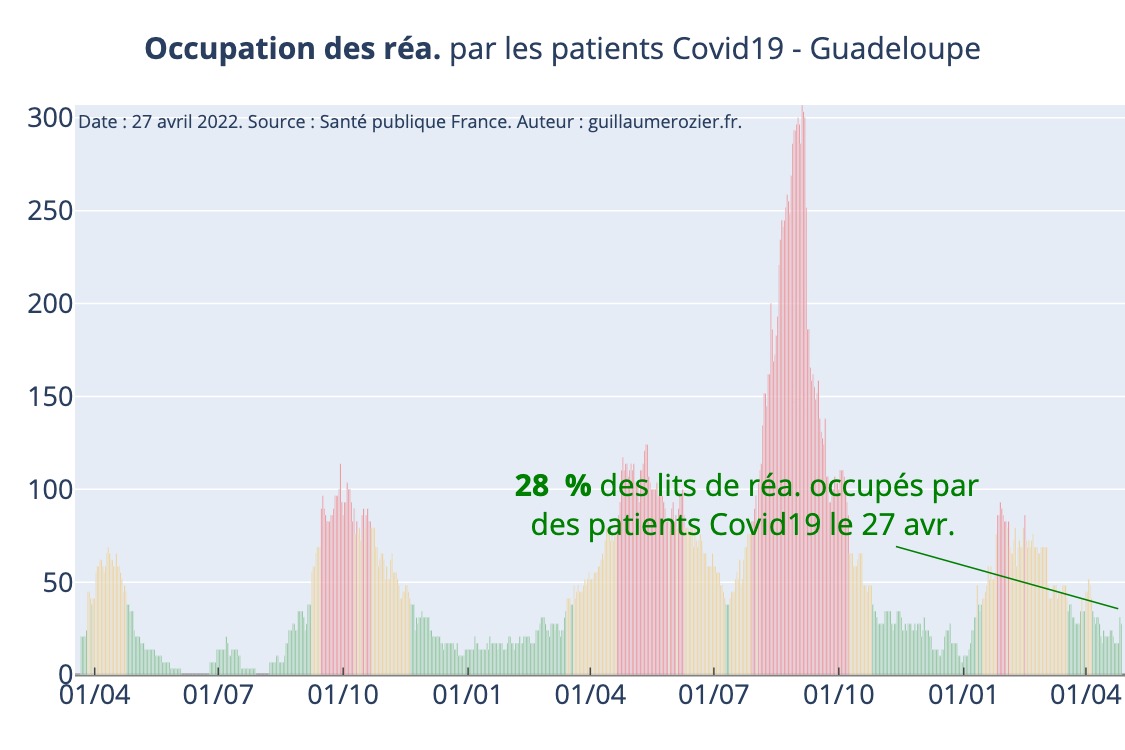 Occupation des réa. par les patients Covid19 - Guadeloupe
300
Date : 27 avril 2022. Source : Santé publique France. Auteur : guillaumerozier.fr.
250
200
150
100
28  % des lits de réa. occupés par
des patients Covid19 le 27 avr.
50
0
01/04 01/07 01/10 01/01 01/04 01/07 01/10 01/01 01/04